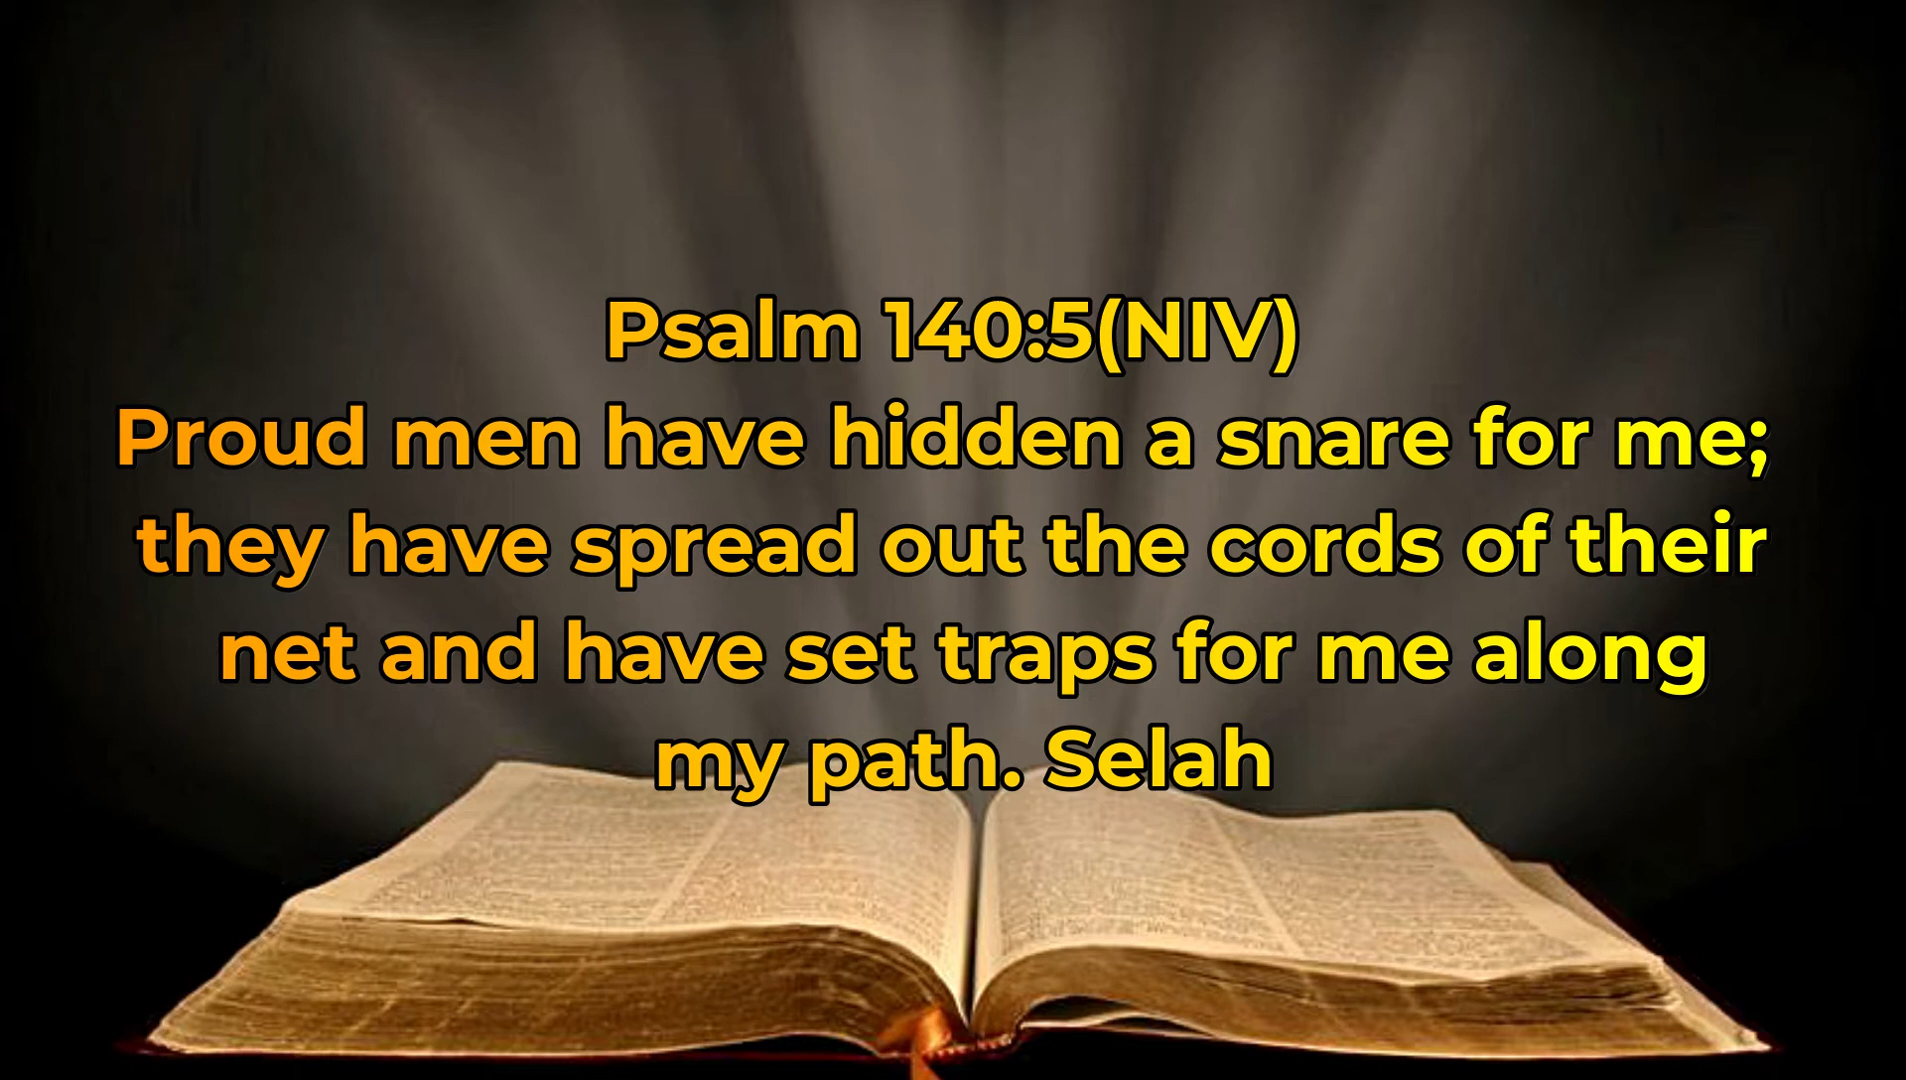 Psalm 140:5(NIV)
Proud men have hidden a snare for me;
they have spread out the cords of their
net and have set traps for me along
my path. Selah